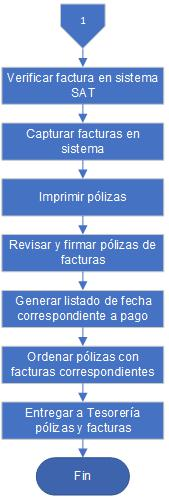 1
Verificar factura en sistema
SAT
Capturar facturas en
sistema
Imprimir pólizas
Revisar y firmar pólizas de
facturas
Generar listado de fecha
correspondiente a pago
Ordenar pólizas con
facturas correspondientes
Entregar a Tesorería
pólizas y facturas
Fin